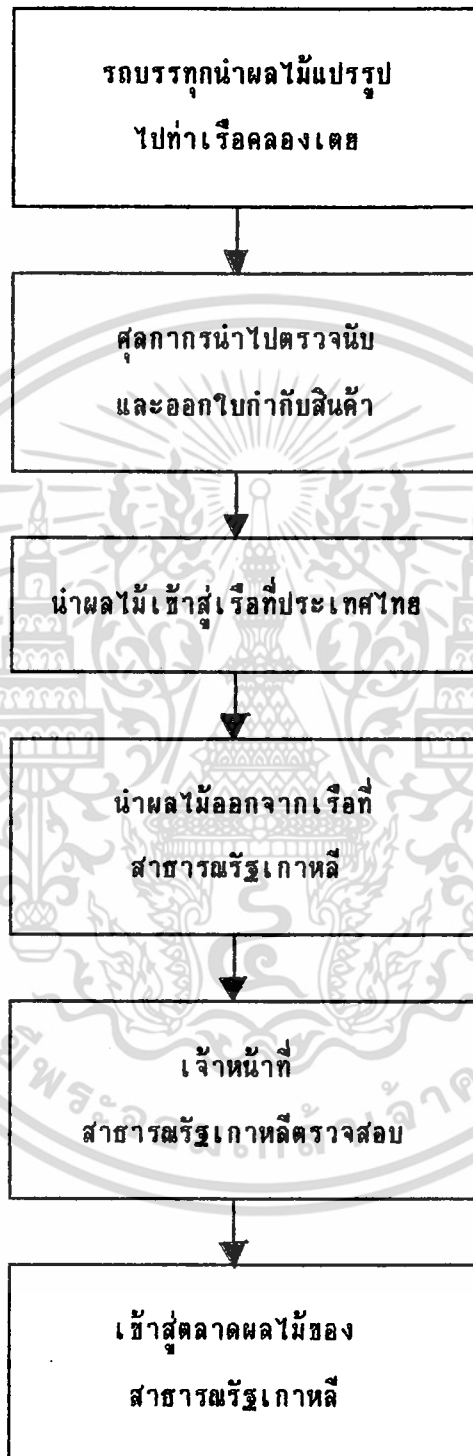 รถบรรทุกนำผลไม้แปรรูป
ไปท่าเรือคลองเตย
ศุลกากรนำไปตรวจนับ
และออกใบกำกับสินค้า
นำผลไม้เข้าสู่เรือที่ประเทศไทย
นำผลไม้ออกจากเรือที่
สาธารณรัฐเกาหลี
เจ้าหน้าที่
สาธารณรัฐเกาหลีตรวจสอบ
เข้าสู่ตลาดผลไม้ของ
สาธารณรัฐเกาหลี